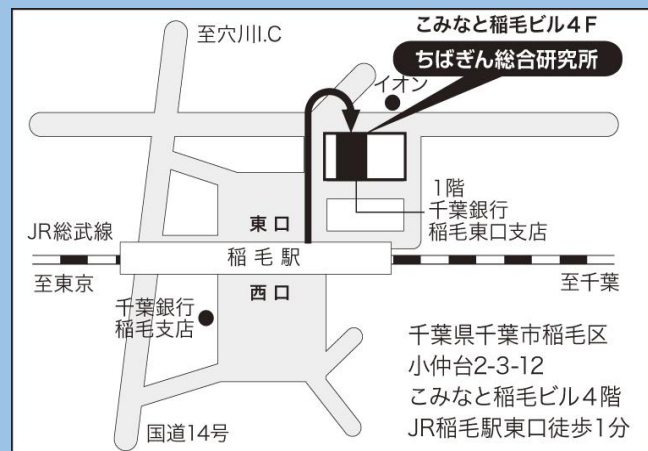 こみなと稲毛ビル4F
至穴川I.C
ちばぎん総合研究所
イオン
1階
千葉銀行
稲毛東口支店
東口
JR総武線
稲毛駅
至東京
西口
至千葉
千葉銀行
稲毛支店
千葉県千葉市稲毛区
小仲台2-3-12
こみなと稲毛ビル4階
JR稲毛駅東口徒歩1分
国道14号